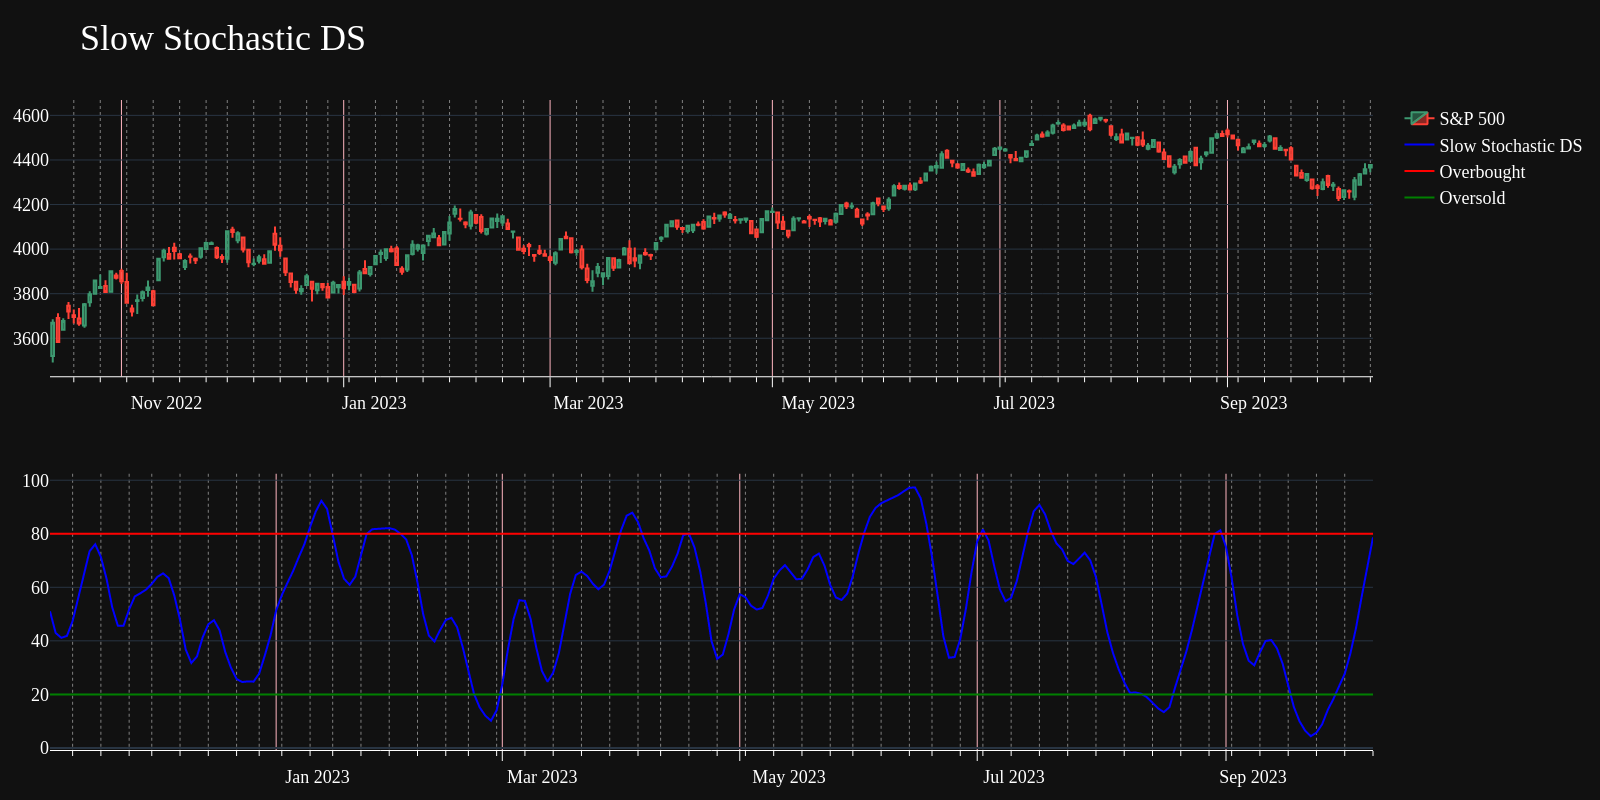 Slow Stochastic DS
4600
4400
4200
4000
3800
3600
Nov 2022 Jan 2023 Mar 2023 May 2023 Jul 2023 Sep 2023
S&P 500
Slow Stochastic DS
Overbought
Oversold
100
80
60
40
20
0
Jan 2023 Mar 2023 May 2023 Jul 2023 Sep 2023